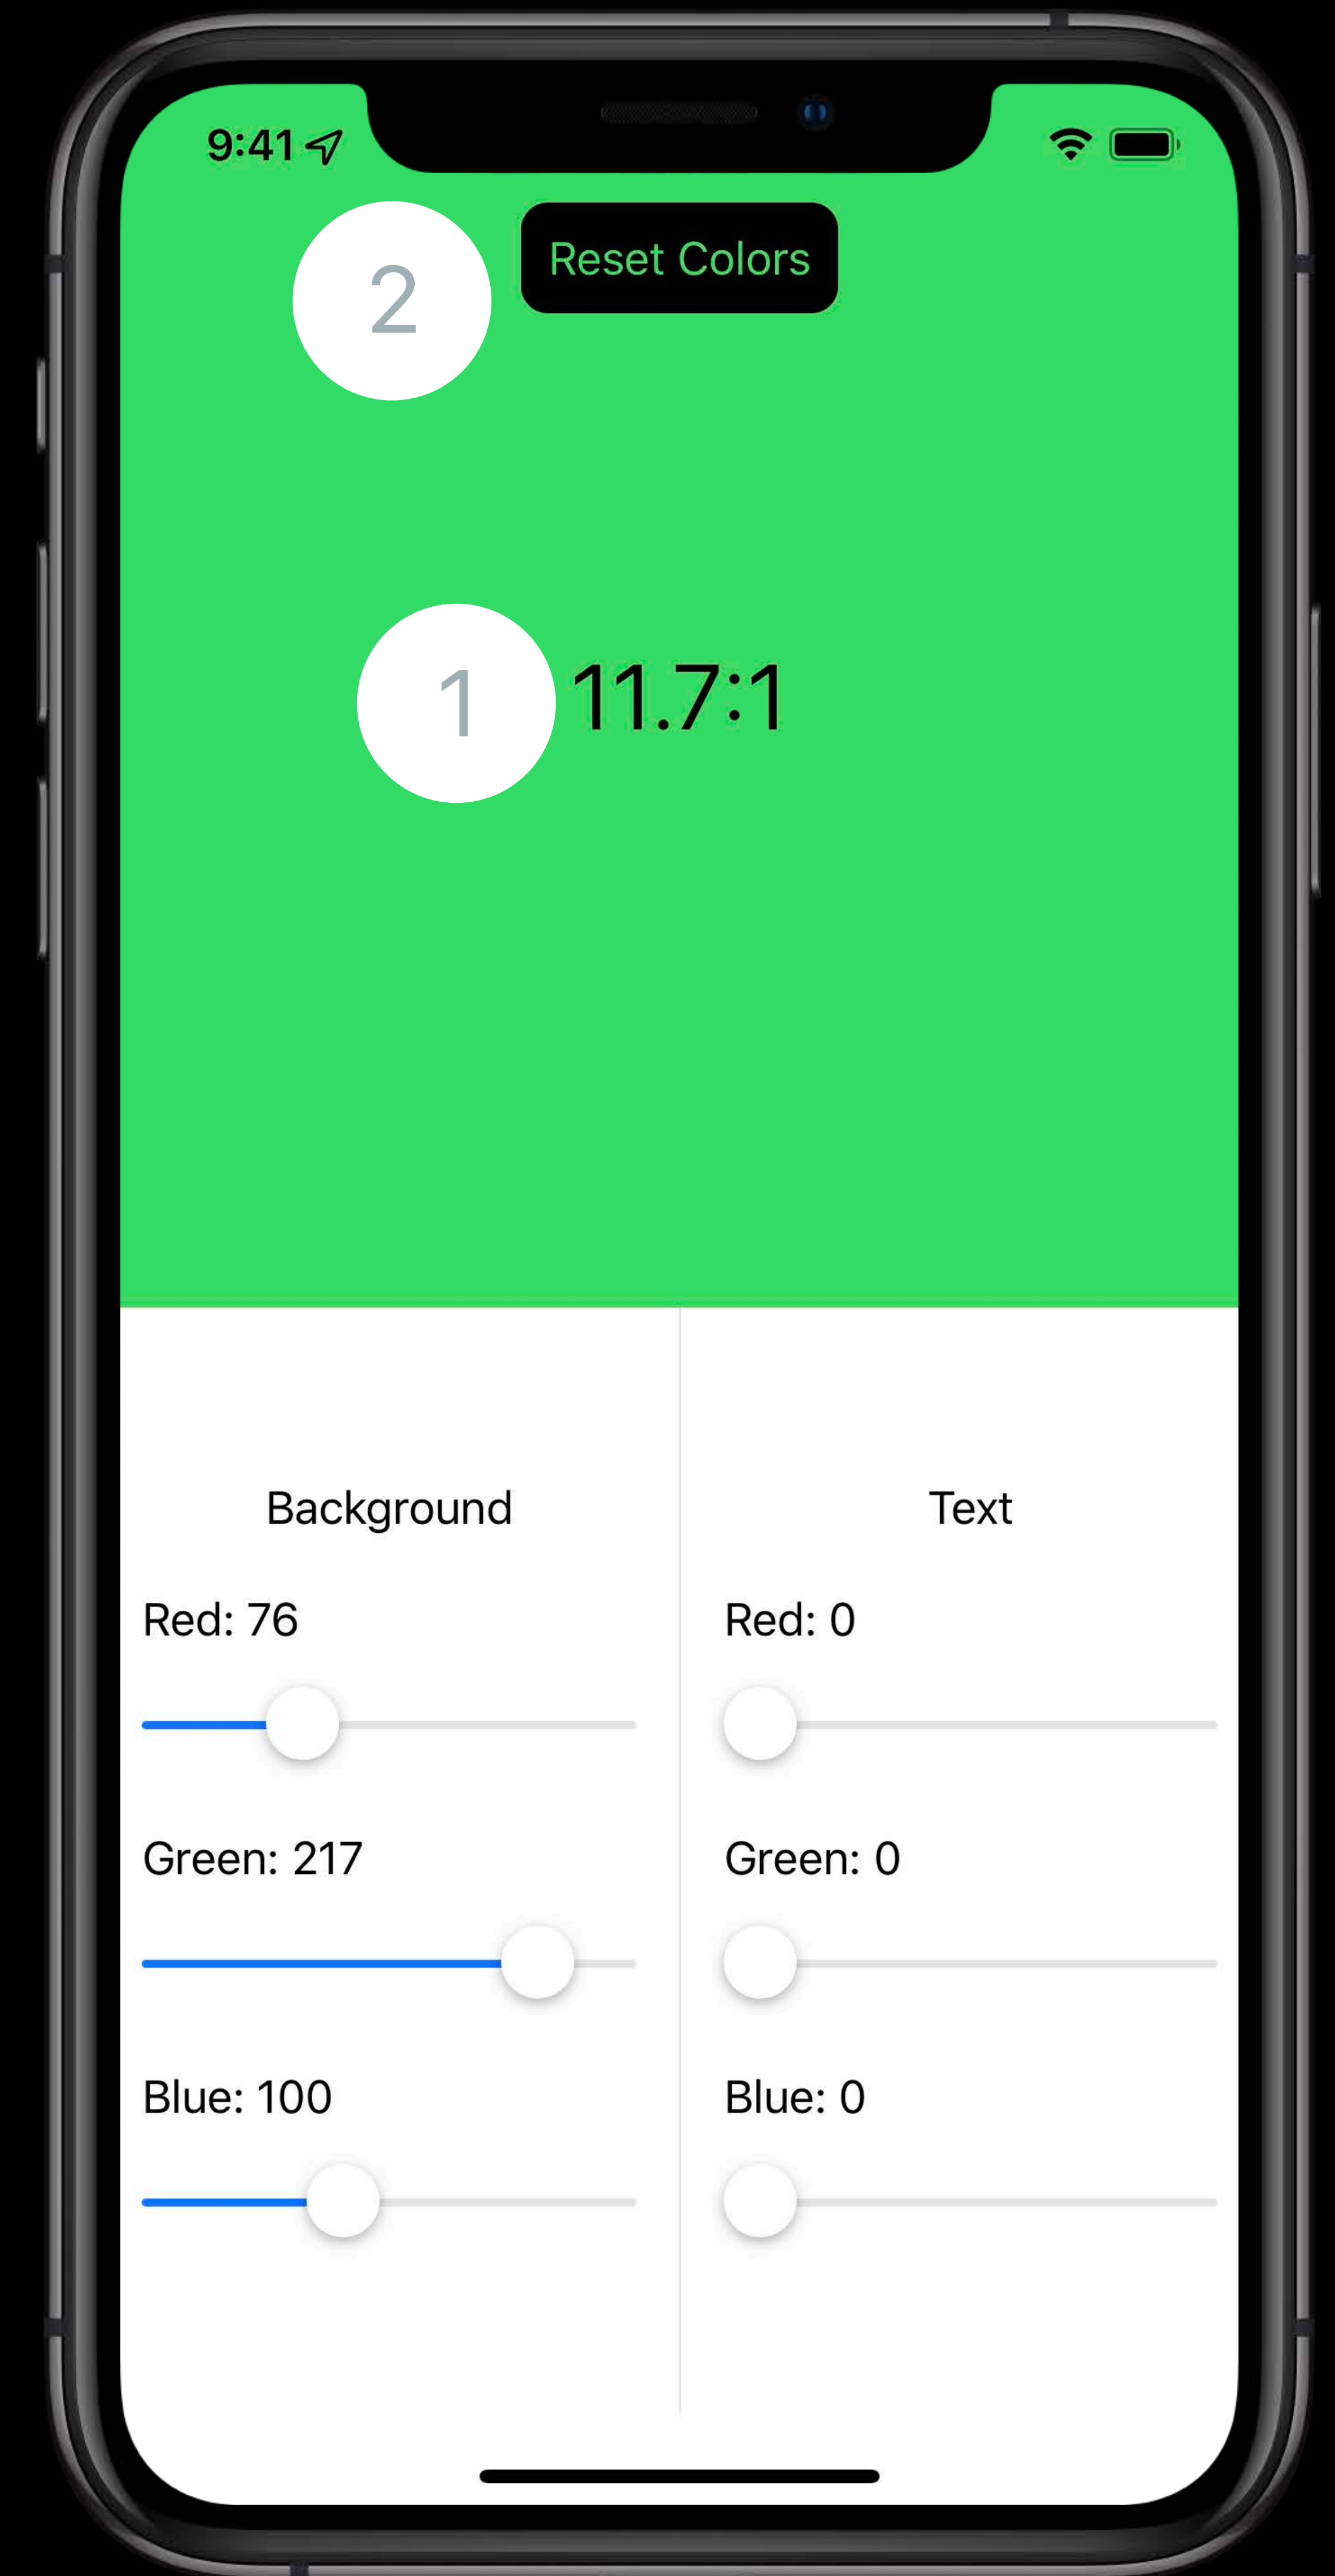 9:41
2
Reset Colors
1
11.7:1
Background
Text
Red: 76
Red: 0
Green: 217
Green: 0
Blue: 100
Blue: 0